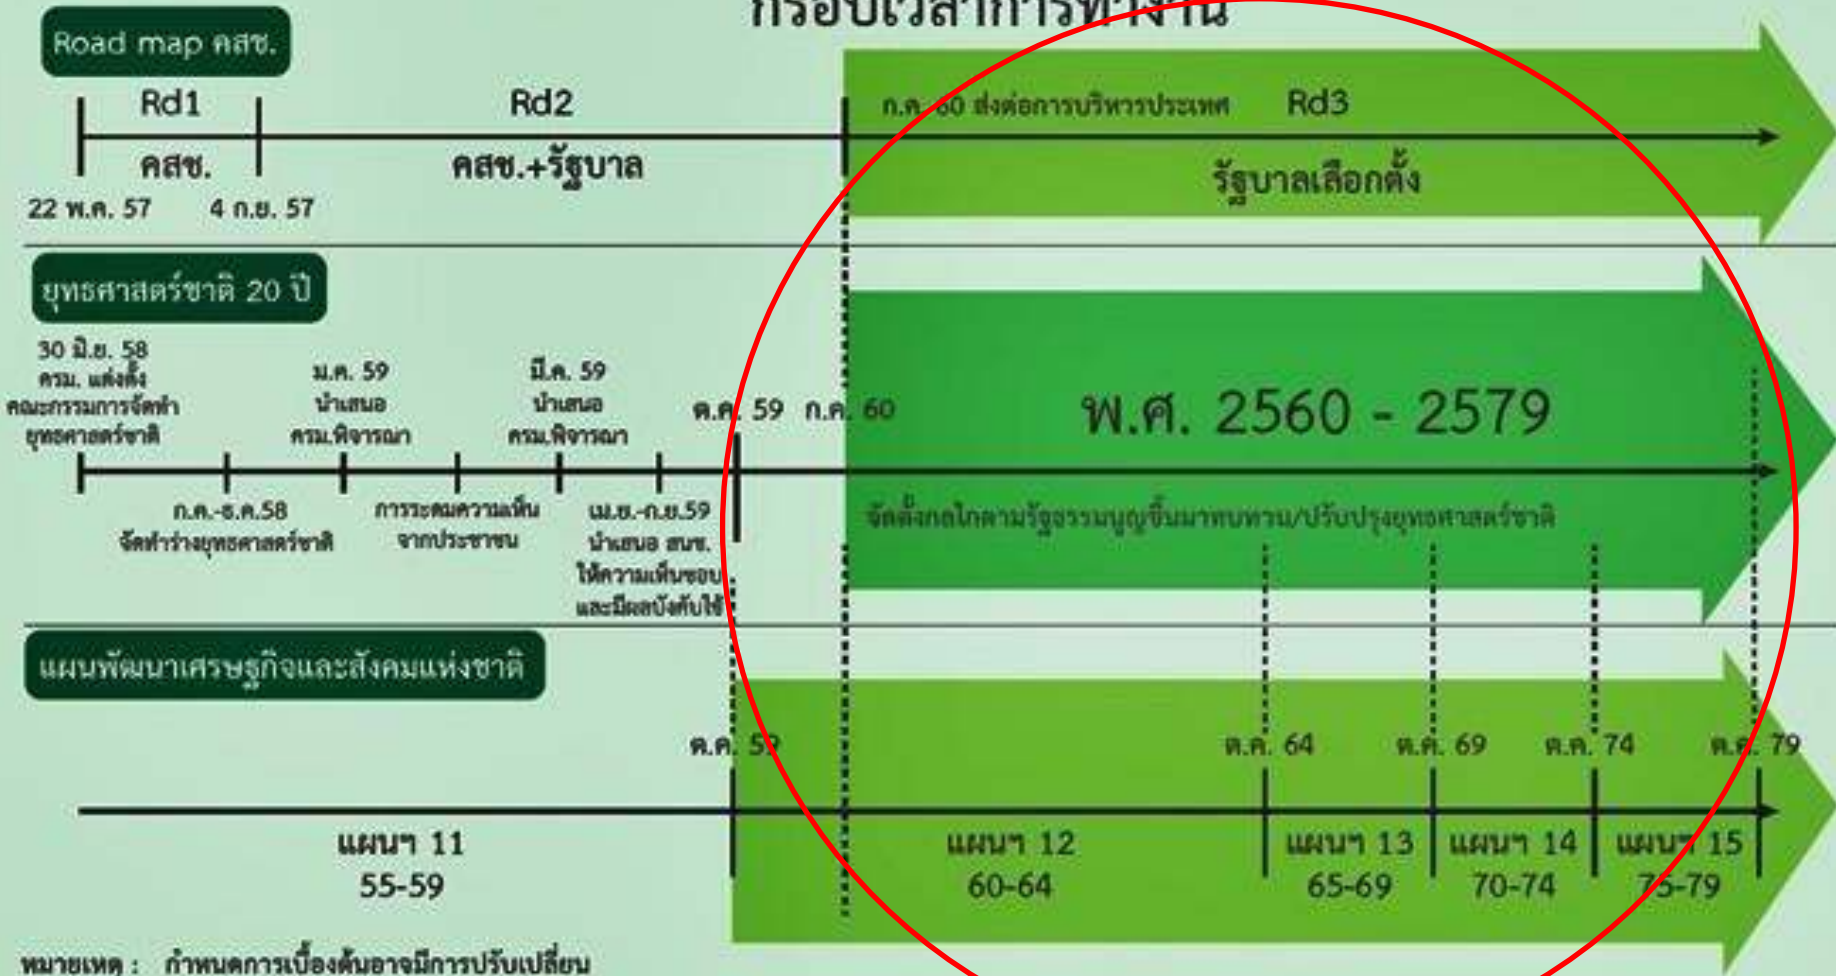 กรอบเวลาการทำงาน
Road map คสช.
Rd1
Rd2
ก.ค. 60 ส่งต่อการบริหารประเทศ
Rd3
คสช.
คสช.+รัฐบาล
รัฐบาลเลือกตั้ง
22 พ.ค. 57
4 ก.ย. 57
ยุทธศาสตร์ชาติ 20 ปี
30 มิ.ย. 58
ครม. แต่งตั้ง
คณะกรรมการจัดทำ
ยุทธศาสตร์ชาติ
ม.ค. 59
นำเสนอ
ครม.พิจารณา
มี.ค. 59
นำเสนอ
ครม.พิจารณา
ต.ค. 59
ก.ค. 60
พ.ศ. 2560 - 2579
ก.ค.-ธ.ค.58
จัดทำร่างยุทธศาสตร์ชาติ
การระดมความเห็น
จากประชาชน
เม.ย.-ก.ย.59
นำเสนอ สนช.
ให้ความเห็นชอบ
และมีผลบังคับใช้
จัดตั้งกลไกตามรัฐธรรมนูญขึ้นมาทบทวน/ปรับปรุงยุทธศาสตร์ชาติ
แผนพัฒนาเศรษฐกิจและสังคมแห่งชาติ
ต.ค. 59
ต.ค. 64
ต.ค. 69
ต.ค. 74
ต.ค. 79
แผนฯ 11
55-59
แผนฯ 12
60-64
แผนฯ 13
65-69
แผนฯ 14
70-74
แผนฯ 15
75-79
หมายเหตุ : กำหนดการเบื้องต้นอาจมีการปรับเปลี่ยน